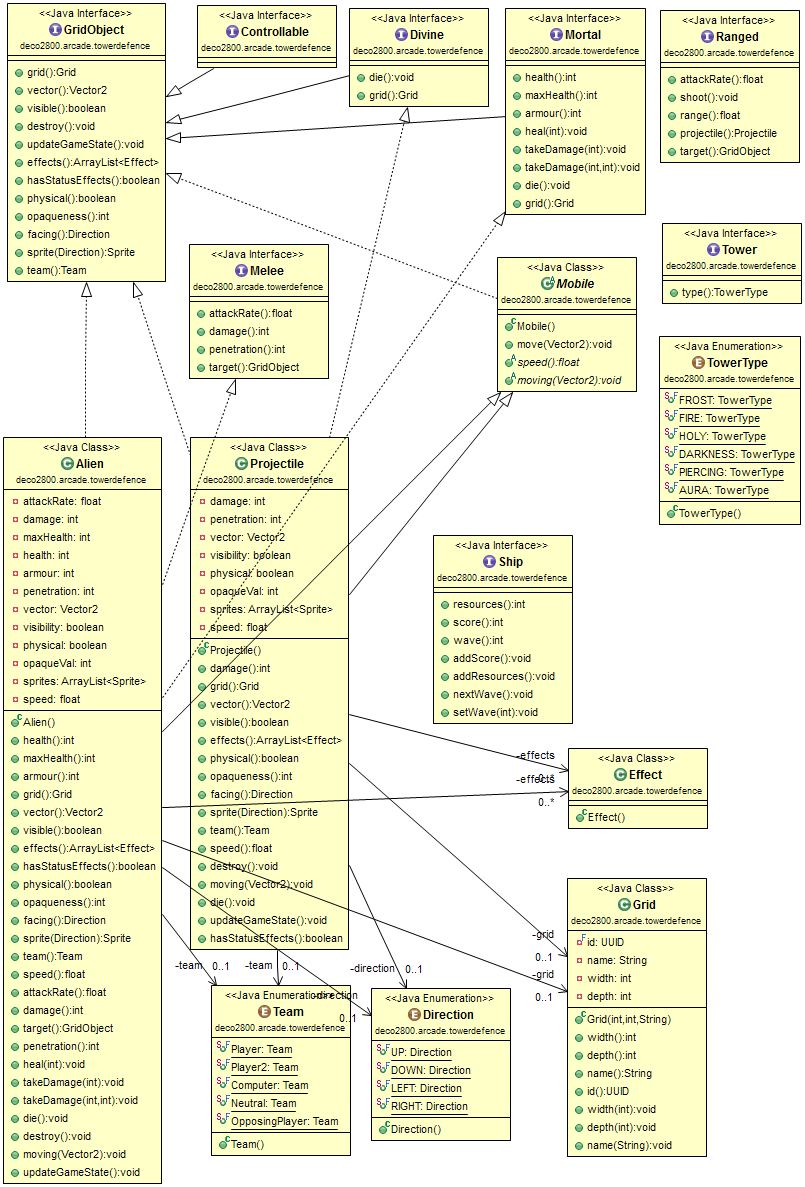 <<Java Interface>>
GridObject
deco2800.arcade.towerdefence
grid():Grid
vector():Vector2
visible():boolean
destroy():void
updateGameState():void
effects():ArrayList<Effect>
hasStatusEffects():boolean
physical():boolean
opaqueness():int
facing():Direction
sprite(Direction):Sprite
team():Team
<<Java Interface>>
Controllable
deco2800.arcade.towerdefence
<<Java Interface>>
Divine
deco2800.arcade.towerdefence
die():void
grid():Grid
<<Java Interface>>
Mortal
deco2800.arcade.towerdefence
health():int
maxHealth():int
armour():int
heal(int):void
takeDamage(int):void
takeDamage(int,int):void
die():void
grid():Grid
<<Java Interface>>
Ranged
deco2800.arcade.towerdefence
attackRate():float
shoot():void
range():float
projectile():Projectile
target():GridObject
<<Java Interface>>
Melee
deco2800.arcade.towerdefence
attackRate():float
damage():int
penetration():int
target():GridObject
<<Java Class>>
Mobile
deco2800.arcade.towerdefence
Mobile()
move(Vector2):void
speed():float
moving(Vector2):void
<<Java Interface>>
Tower
deco2800.arcade.towerdefence
type():TowerType
<<Java Enumeration>>
TowerType
deco2800.arcade.towerdefence
FROST: TowerType
FIRE: TowerType
HOLY: TowerType
DARKNESS: TowerType
PIERCING: TowerType
AURA: TowerType
TowerType()
<<Java Class>>
Alien
deco2800.arcade.towerdefence
attackRate: float
damage: int
maxHealth: int
health: int
armour: int
penetration: int
vector: Vector2
visibility: boolean
physical: boolean
opaqueVal: int
sprites: ArrayList<Sprite>
speed: float
Alien()
health():int
maxHealth():int
armour():int
grid():Grid
vector():Vector2
visible():boolean
effects():ArrayList<Effect>
hasStatusEffects():boolean
physical():boolean
opaqueness():int
facing():Direction
sprite(Direction):Sprite
team():Team
speed():float
attackRate():float
damage():int
target():GridObject
penetration():int
heal(int):void
takeDamage(int):void
takeDamage(int,int):void
die():void
destroy():void
moving(Vector2):void
updateGameState():void
<<Java Class>>
Projectile
deco2800.arcade.towerdefence
damage: int
penetration: int
vector: Vector2
visibility: boolean
physical: boolean
opaqueVal: int
sprites: ArrayList<Sprite>
speed: float
Projectile()
damage():int
grid():Grid
vector():Vector2
visible():boolean
effects():ArrayList<Effect>
physical():boolean
opaqueness():int
facing():Direction
sprite(Direction):Sprite
team():Team
speed():float
destroy():void
moving(Vector2):void
die():void
updateGameState():void
hasStatusEffects():boolean
<<Java Interface>>
Ship
deco2800.arcade.towerdefence
resources():int
score():int
wave():int
addScore():void
addResources():void
nextWave():void
setWave(int):void
-effects
0..*
-effects
0..*
<<Java Class>>
Effect
deco2800.arcade.towerdefence
Effect()
-grid
0..1
-grid
0..1
<<Java Class>>
Grid
deco2800.arcade.towerdefence
id: UUID
name: String
width: int
depth: int
Grid(int,int,String)
width():int
depth():int
name():String
id():UUID
width(int):void
depth(int):void
name(String):void
-team 0..1
-team 0..1
-direction 0..1
-direction
0..1
<<Java Enumeration>>
Team
deco2800.arcade.towerdefence
Player: Team
Player2: Team
Computer: Team
Neutral: Team
OpposingPlayer: Team
Team()
<<Java Enumeration>>
Direction
deco2800.arcade.towerdefence
UP: Direction
DOWN: Direction
LEFT: Direction
RIGHT: Direction
Direction()